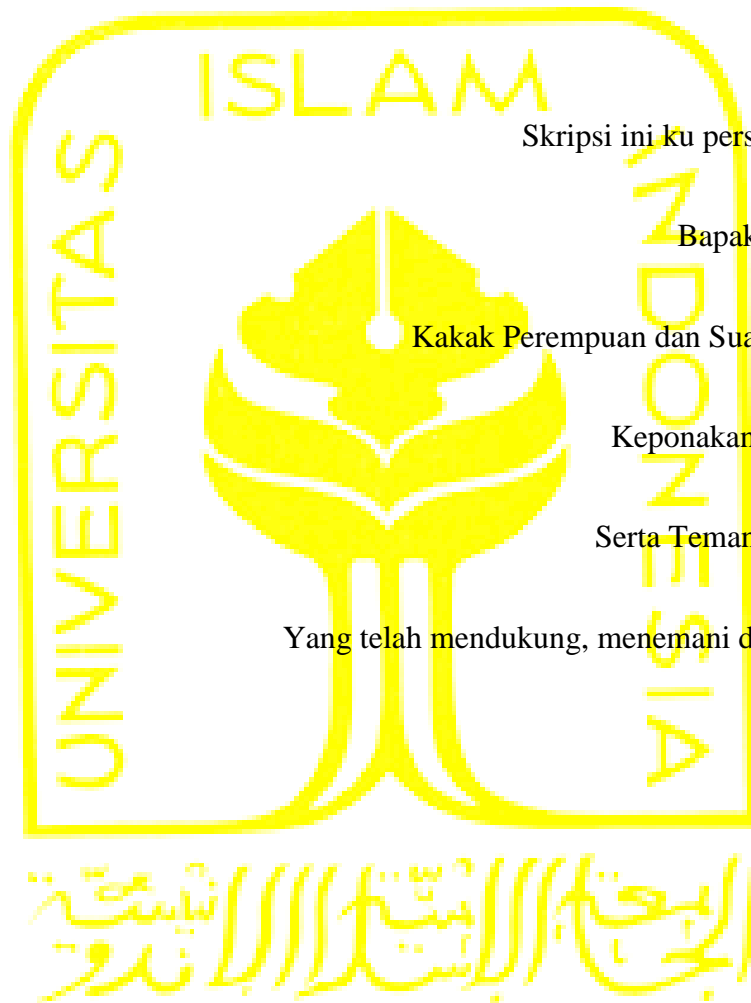 ISLAM
UNIVERSITAS
INDONESIA
Skripsi ini ku pers
Bapak
Kakak Perempuan dan Sua
Keponakan
Serta Teman
Yang telah mendukung, menemani d